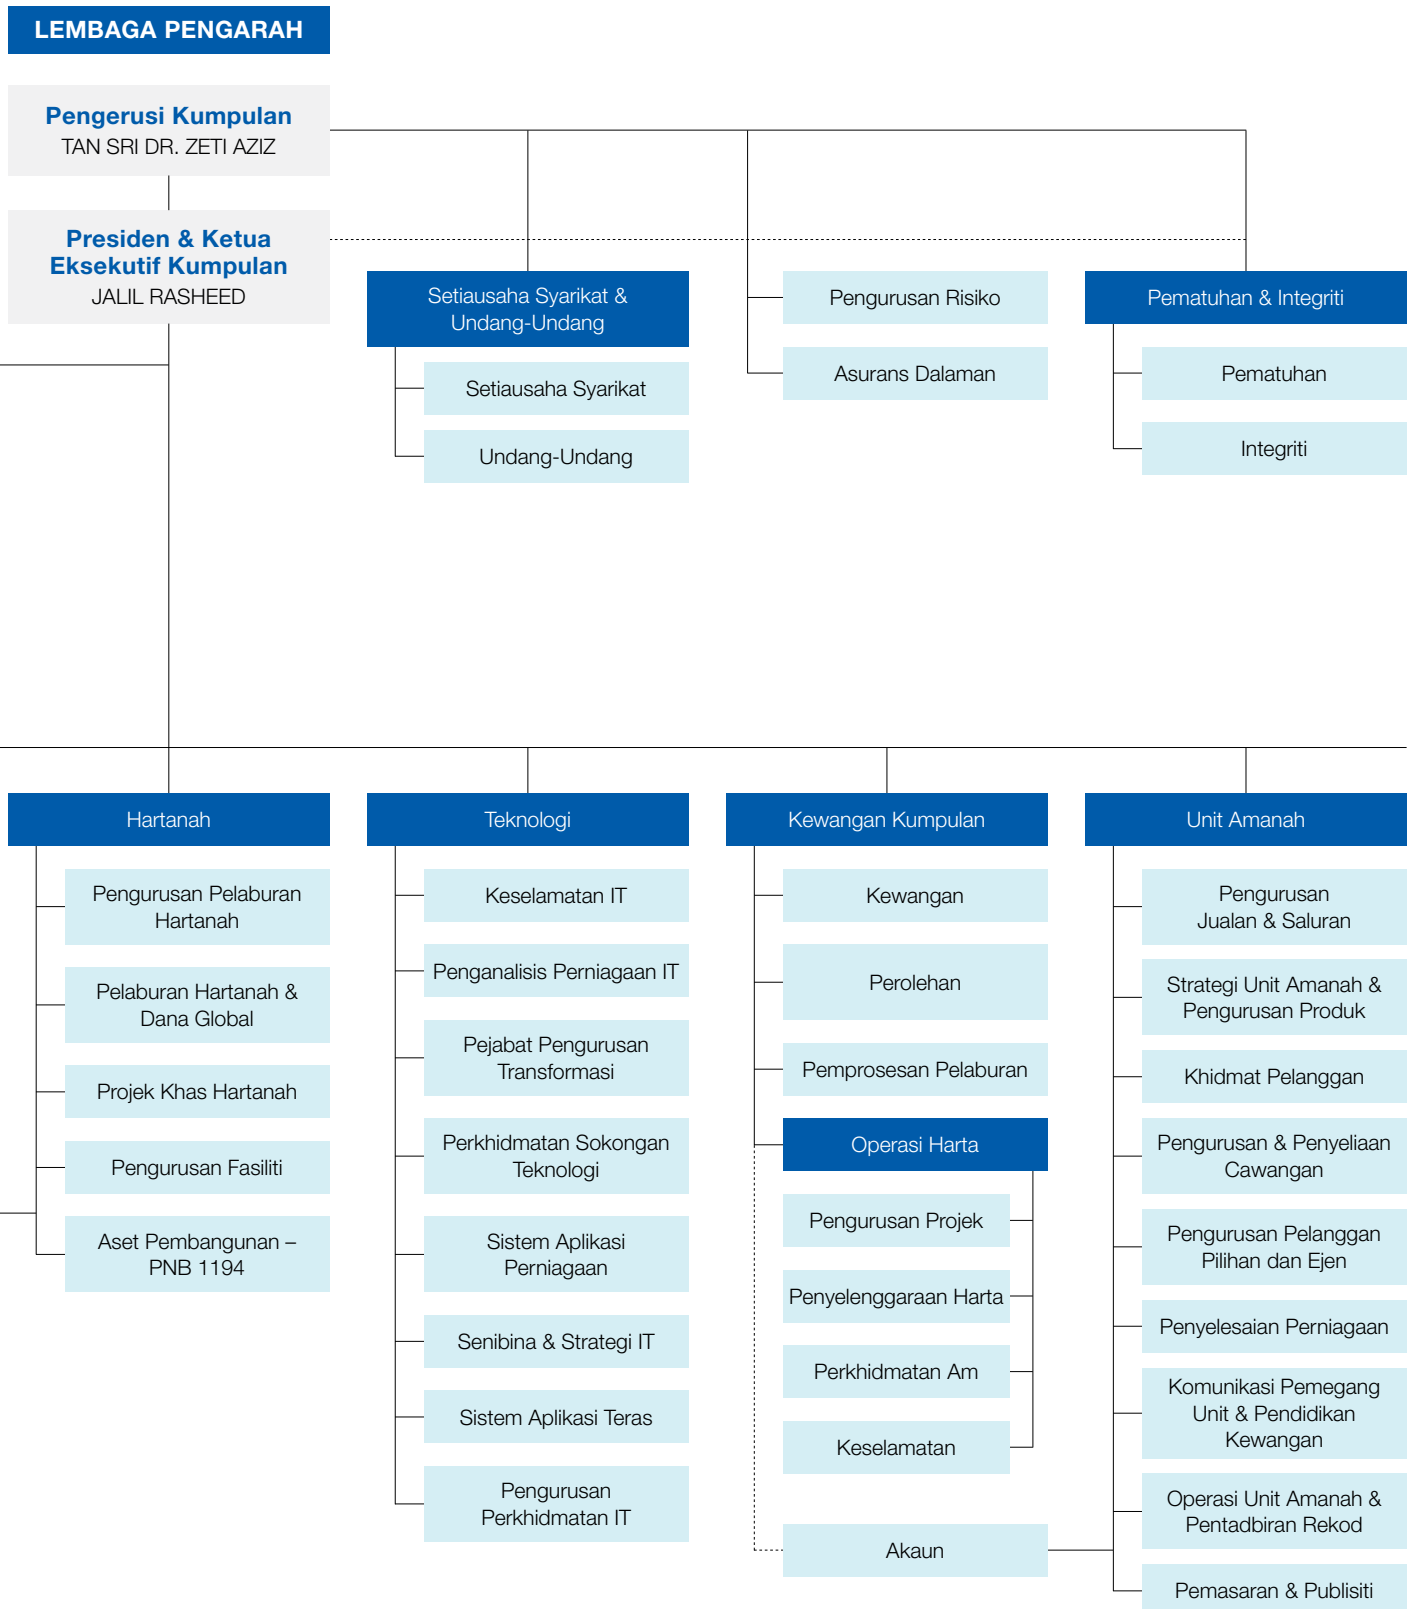 LEMBAGA PENGARAH
Pengerusi Kumpulan
TAN SRI DR. ZETI AZIZ
Presiden & Ketua
Eksekutif Kumpulan
JALIL RASHEED
Setiausaha Syarikat &
Undang-Undang
Setiausaha Syarikat
Undang-Undang
Pengurusan Risiko
Asurans Dalaman
Pematuhan & Integriti
Pematuhan
Integriti
Hartanah
Pengurusan Pelaburan
Hartanah
Pelaburan Hartanah &
Dana Global
Projek Khas Hartanah
Pengurusan Fasiliti
Aset Pembangunan –
PNB 1194
Teknologi
Keselamatan IT
Penganalisis Perniagaan IT
Pejabat Pengurusan
Transformasi
Perkhidmatan Sokongan
Teknologi
Sistem Aplikasi
Perniagaan
Senibina & Strategi IT
Sistem Aplikasi Teras
Pengurusan
Perkhidmatan IT
Kewangan Kumpulan
Kewangan
Perolehan
Pemprosesan Pelaburan
Operasi Harta
Pengurusan Projek
Penyelenggaraan Harta
Perkhidmatan Am
Keselamatan
Akaun
Unit Amanah
Pengurusan
Jualan & Saluran
Strategi Unit Amanah &
Pengurusan Produk
Khidmat Pelanggan
Pengurusan & Penyeliaan
Cawangan
Pengurusan Pelanggan
Pilihan dan Ejen
Penyelesaian Perniagaan
Komunikasi Pemegang
Unit & Pendidikan
Kewangan
Operasi Unit Amanah &
Pentadbiran Rekod
Pemasaran & Publisiti